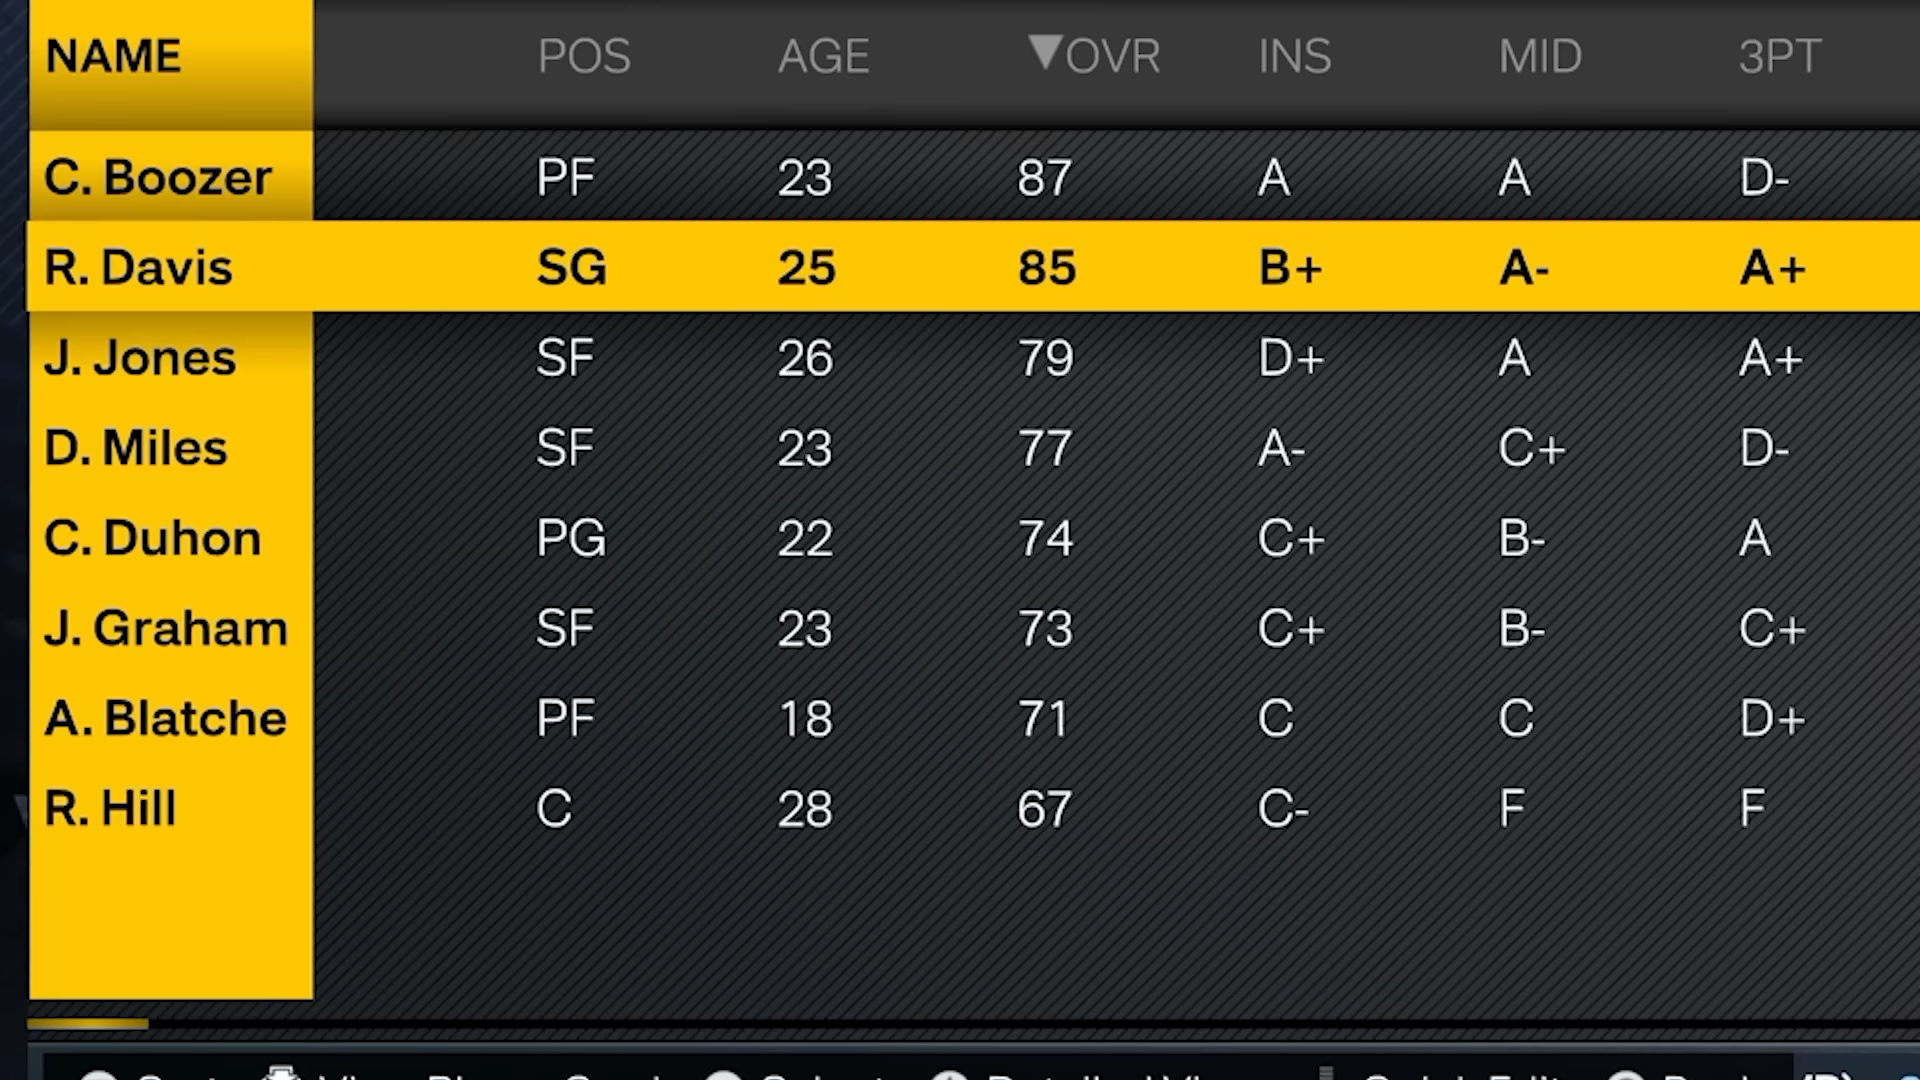 NAME POS AGE ▼OVR INS MID 3PT
C. Boozer PF 23 87 A A D-
R. Davis SG 25 85 B+ A- A+
J. Jones SF 26 79 D+ A A+
D. Miles SF 23 77 A- C+ D-
C. Duhon PG 22 74 C+ B- A
J. Graham SF 23 73 C+ B- C+
A. Blatche PF 18 71 C C D+
R. Hill C 28 67 C- F F